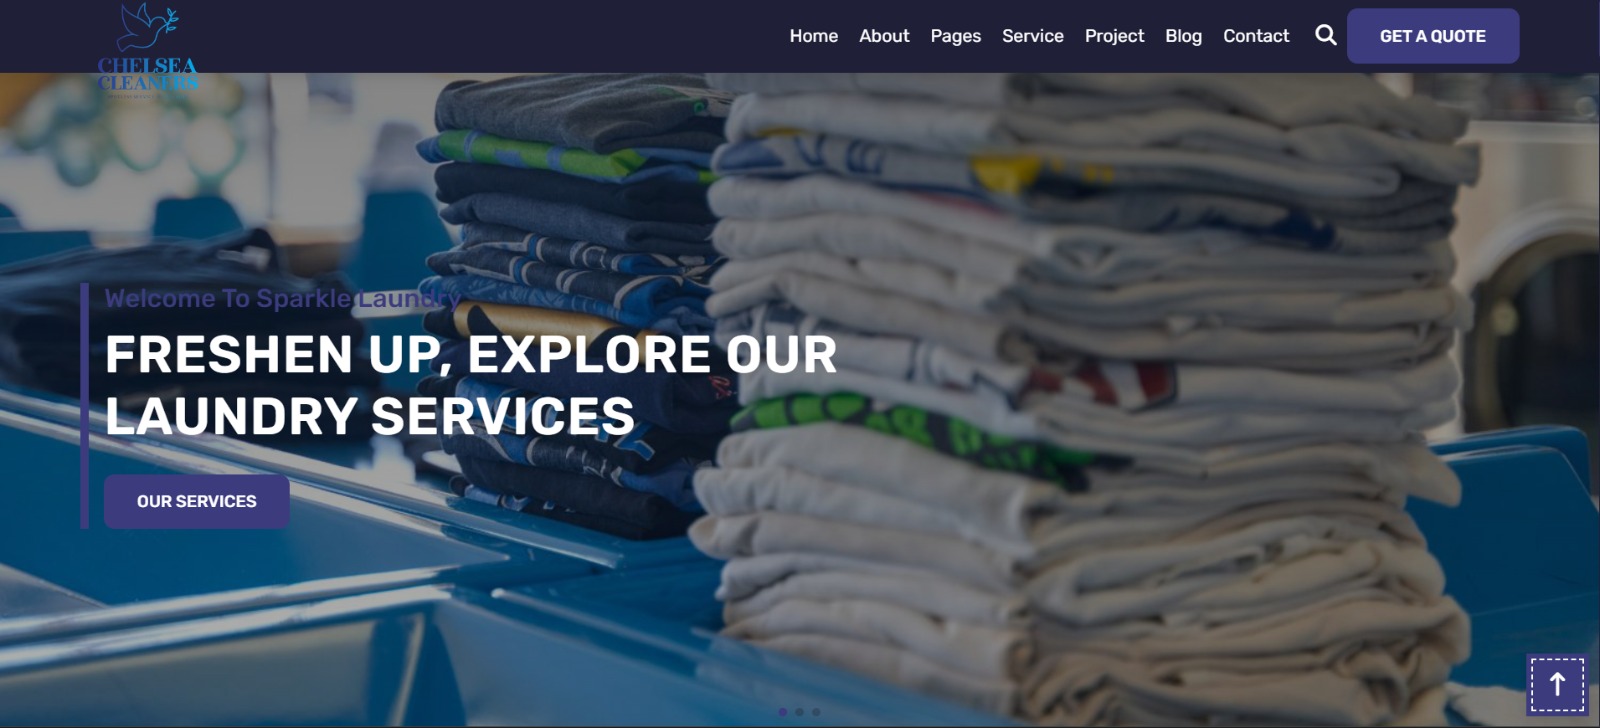 CHELSEA
CLEANERS
Home About Pages Service Project Blog Contact GET A QUOTE
Welcome To Sparkle Laundry
FRESHEN UP, EXPLORE OUR
LAUNDRY SERVICES
OUR SERVICES